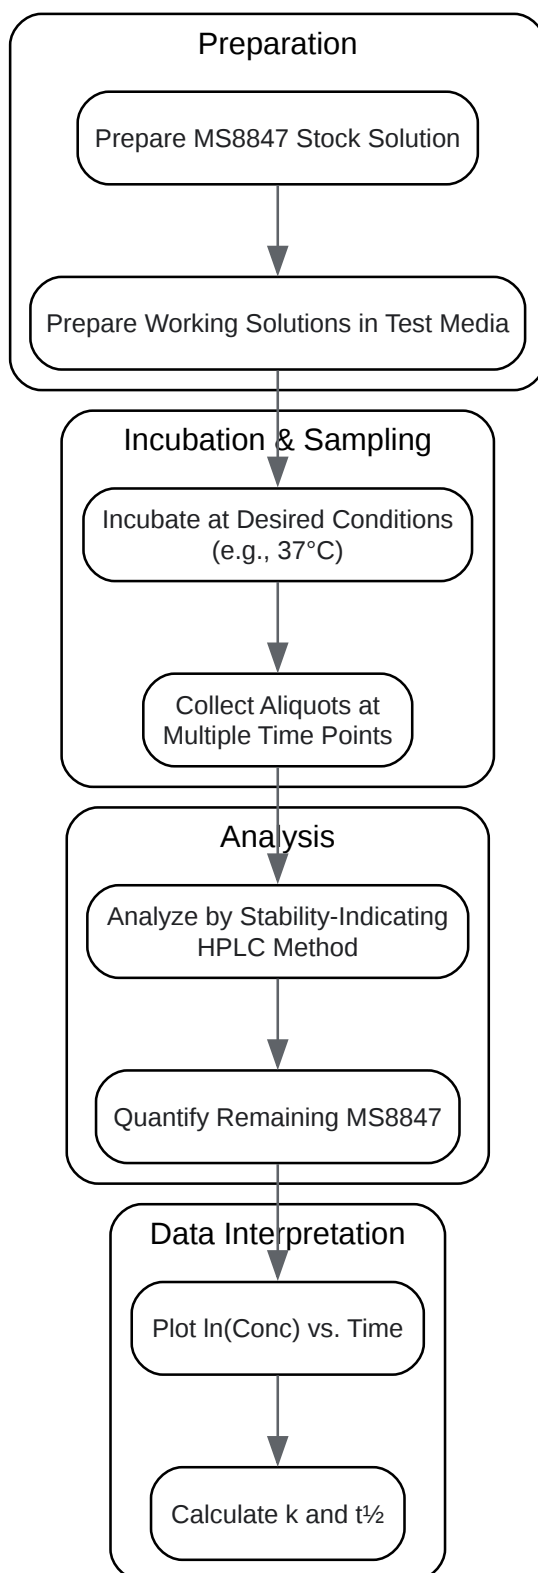 Preparation
Prepare MS8847 Stock Solution
Prepare Working Solutions in Test Media
Incubation & Sampling
Incubate at Desired Conditions
(e.g., 37°C)
Collect Aliquots at
Multiple Time Points
Analysis
Analyze by Stability-Indicating
HPLC Method
Quantify Remaining MS8847
Data Interpretation
Plot ln(Conc) vs. Time
Calculate k and t½